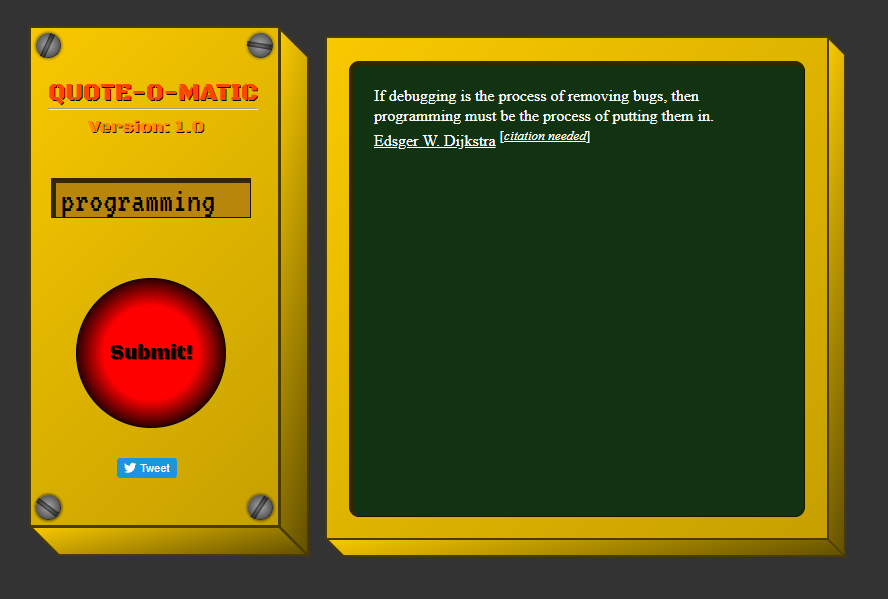 QUOTE-O-MATIC
Version: 1.0
programming
Submit!
Tweet
If debugging is the process of removing bugs, then
programming must be the process of putting them in.
Edsger W. Dijkstra [citation needed]